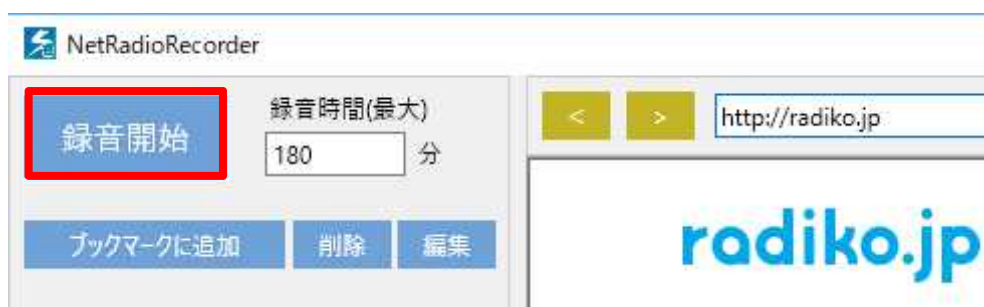 NetRadioRecorder
録音開始
録音時間(最大)
180 分
< > http://radiko.jp
ブックマークに追加 削除 編集
radiko.jp